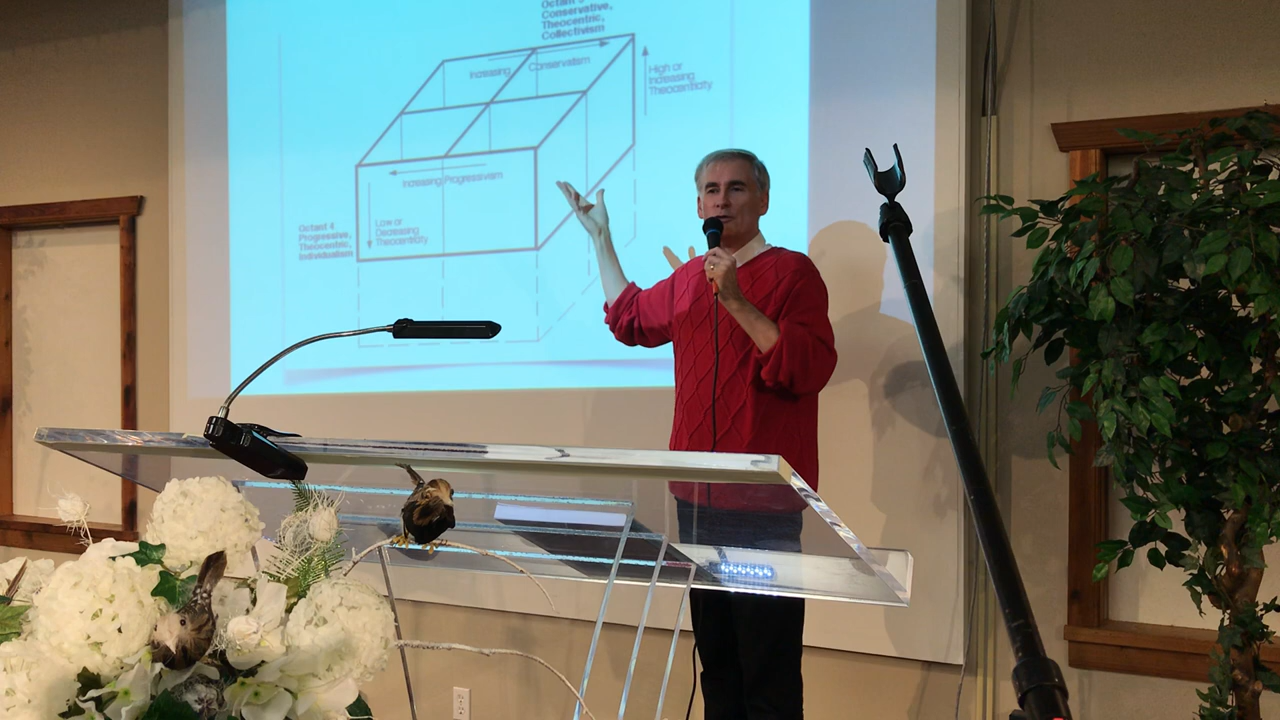 Octant
Conservative,
Theocentric,
Collectivism
Increasing
Conservatism
High or
Increasing
Theocentricity
Increasing Progressivism
Low or
Decreasing
Theocentricity
Octant 4
Progressive,
Theocentric,
Individualism